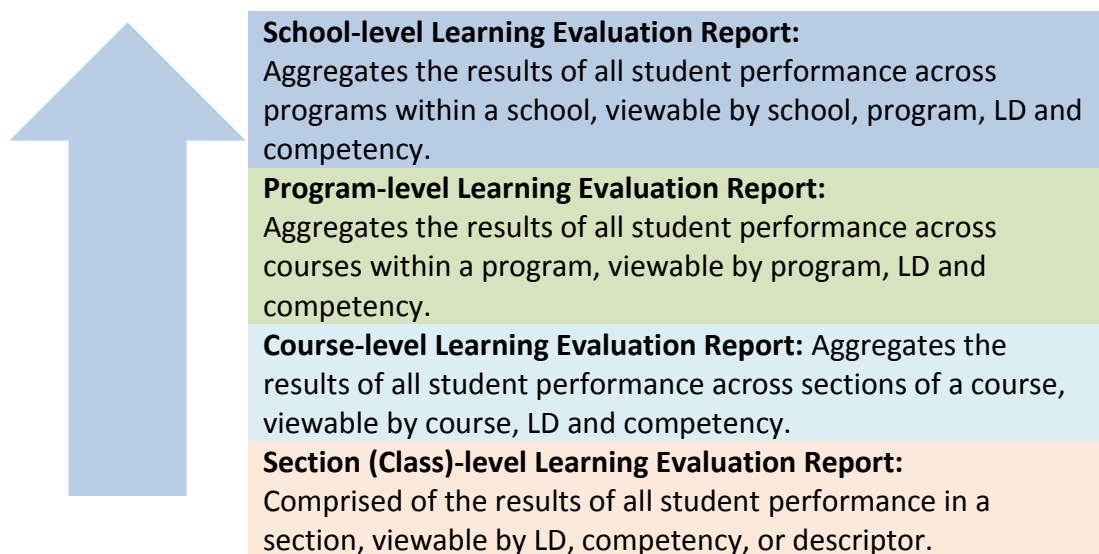 School-level Learning Evaluation Report:
Aggregates the results of all student performance across
programs within a school, viewable by school, program, LD and
competency.
Program-level Learning Evaluation Report:
Aggregates the results of all student performance across
courses within a program, viewable by program, LD and
competency.
Course-level Learning Evaluation Report: Aggregates the
results of all student performance across sections of a course,
viewable by course, LD and competency.
Section (Class)-level Learning Evaluation Report:
Comprised of the results of all student performance in a
section, viewable by LD, competency, or descriptor.